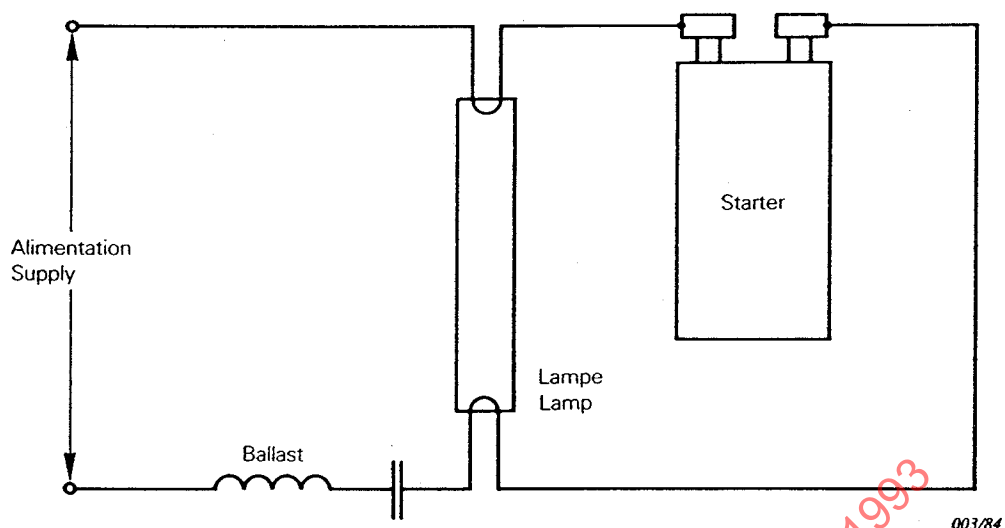 Starter
Alimentation
Supply
Lampe
Lamp
Ballast
1993
003/84